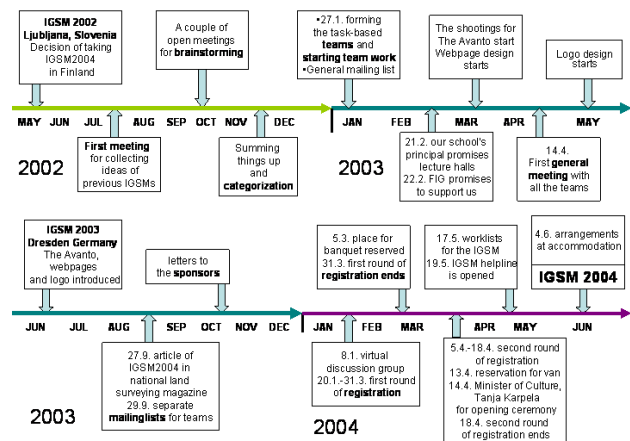 IGSM 2002
Ljubljana, Slovenia
Decision of taking
IGSM2004
in Finland
A couple of
open meetings
for brainstorming
•27.1. forming
the task-based
teams and
starting team work
•General mailing list
The shootings for
The Avanto start
Webpage design
starts
Logo design
starts
MAY JUN JUL AUG SEP OCT NOV DEC
JAN FEB MAR APR MAY
2002
First meeting
for collecting
ideas of
previous IGSMs
Summing
things up
and
categorization
2003
21.2. our school's
principal promises
lecture halls
22.2. FIG promises
to support us
14.4.
First general
meeting with
all the teams
IGSM 2003
Dresden Germany
The Avanto,
webpages
and logo introduced
letters to
the sponsors
5.3. place for
banquet reserved
31.3. first round of
registration ends
17.5. worklists
for the IGSM
19.5. IGSM helpline
is opened
4.6. arrangements
at accommodation
IGSM 2004
JUN JUL AUG SEP OCT NOV DEC
JAN FEB MAR APR MAY JUN
2003
27.9. article of
IGSM2004 in
national land
surveying magazine
29.9. separate
mailinglists for teams
2004
8.1. virtual
discussion group
20.1.-31.3. first round
of registration
5.4.-18.4. second round
of registration
13.4. reservation for van
14.4. Minister of Culture,
Tanja Karpela
for opening ceremony
18.4. second round
of registration ends